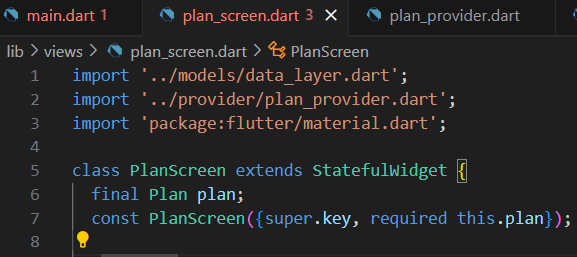 main.dart 1 plan_screen.dart 3 plan_provider.dart
lib > views > plan_screen.dart > PlanScreen
1 import '../models/data_layer.dart';
2 import '../provider/plan_provider.dart';
3 import 'package:flutter/material.dart';
4
5 class PlanScreen extends StatefulWidget {
6 final Plan plan;
7 const PlanScreen({super.key, required this.plan});
8